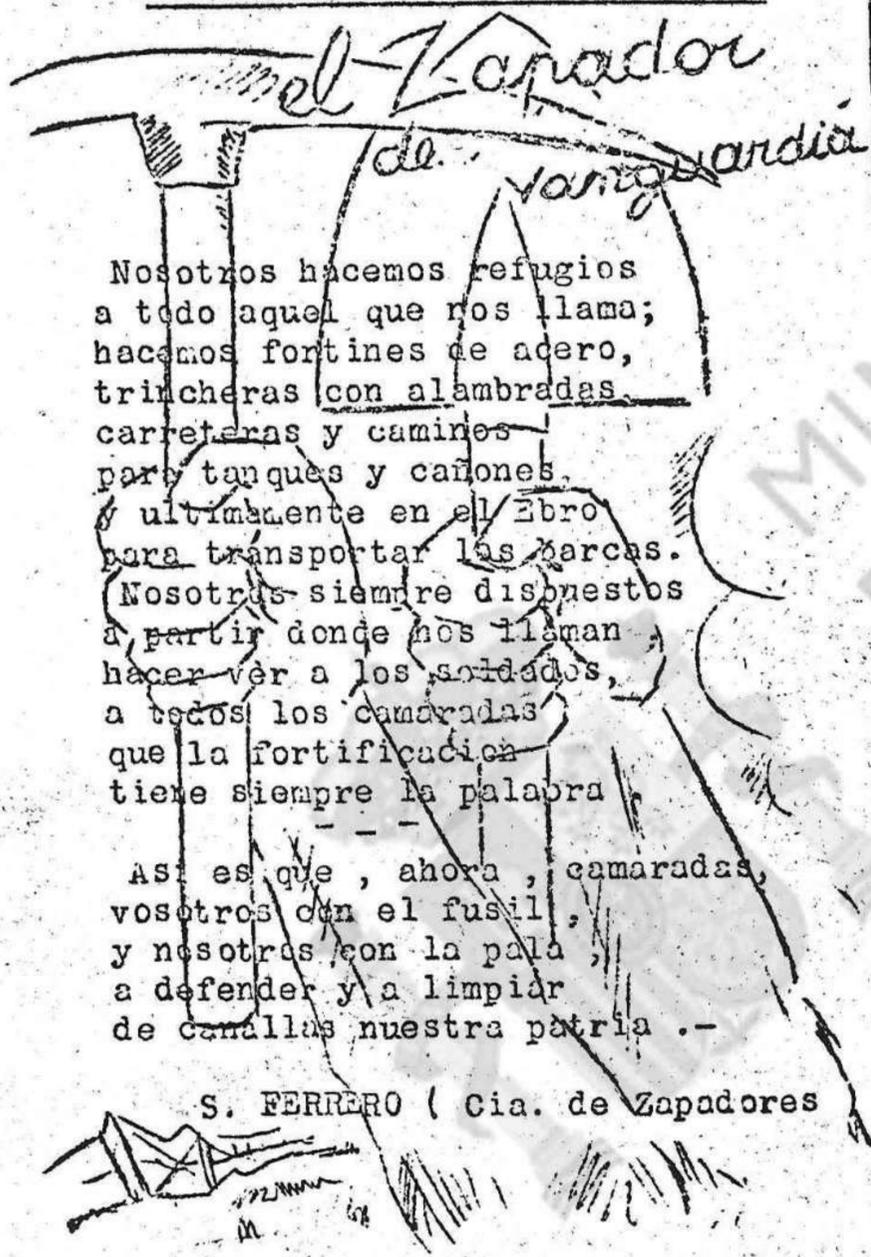 el Zapador
de vanguardia
Nosotros hacemos refugios
a todo aquel que nos llama;
hacemos fortines de acero,
trincheras con alambradas,
carreteras y caminos
para tanques y cañones,
y ultimamente en el Ebro
para transportar las barcas.
Nosotros siempre dispuestos
a partir donde nos llaman ,
hacer ver a los soldados,
a todos los camaradas
que la fortificacion
tiene siempre la palabra .
- - -
Asi es que , ahora , camaradas,
vosotros con el fusil ,
y nosotros con la pala ,
a defender y a limpiar
de canallas nuestra patria .-
S. FERRERO ( Cia. de Zapadores